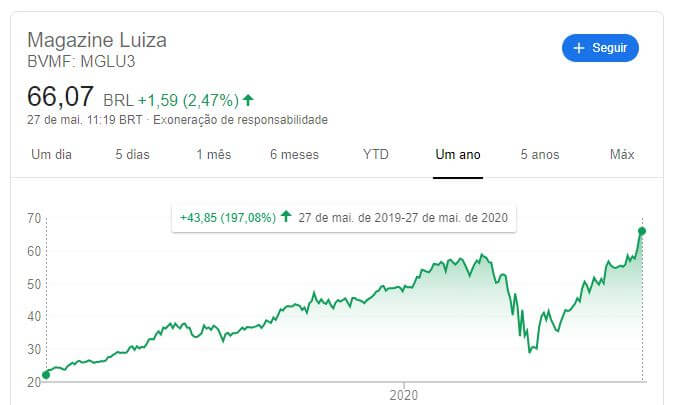 Magazine Luiza
BVMF: MGLU3
+ Seguir
66,07 BRL +1,59 (2,47%)
27 de mai. 11:19 BRT · Exoneração de responsabilidade
Um dia 5 dias 1 mês 6 meses YTD Um ano 5 anos Máx
+43,85 (197,08%) 27 de mai. de 2019-27 de mai. de 2020
70
60
50
40
30
20
2020